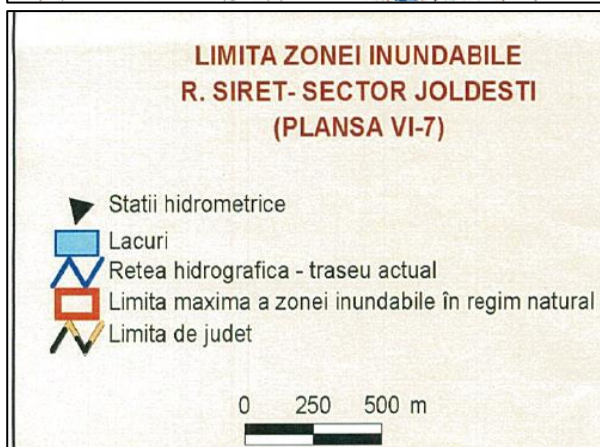 LIMITA ZONEI INUNDABILE
R. SIRET- SECTOR JOLDESTI
(PLANSA VI-7)
Statii hidrometrice
Lacuri
Retea hidrografica - traseu actual
Limita maxima a zonei inundabile în regim natural
Limita de judet
0 250 500 m